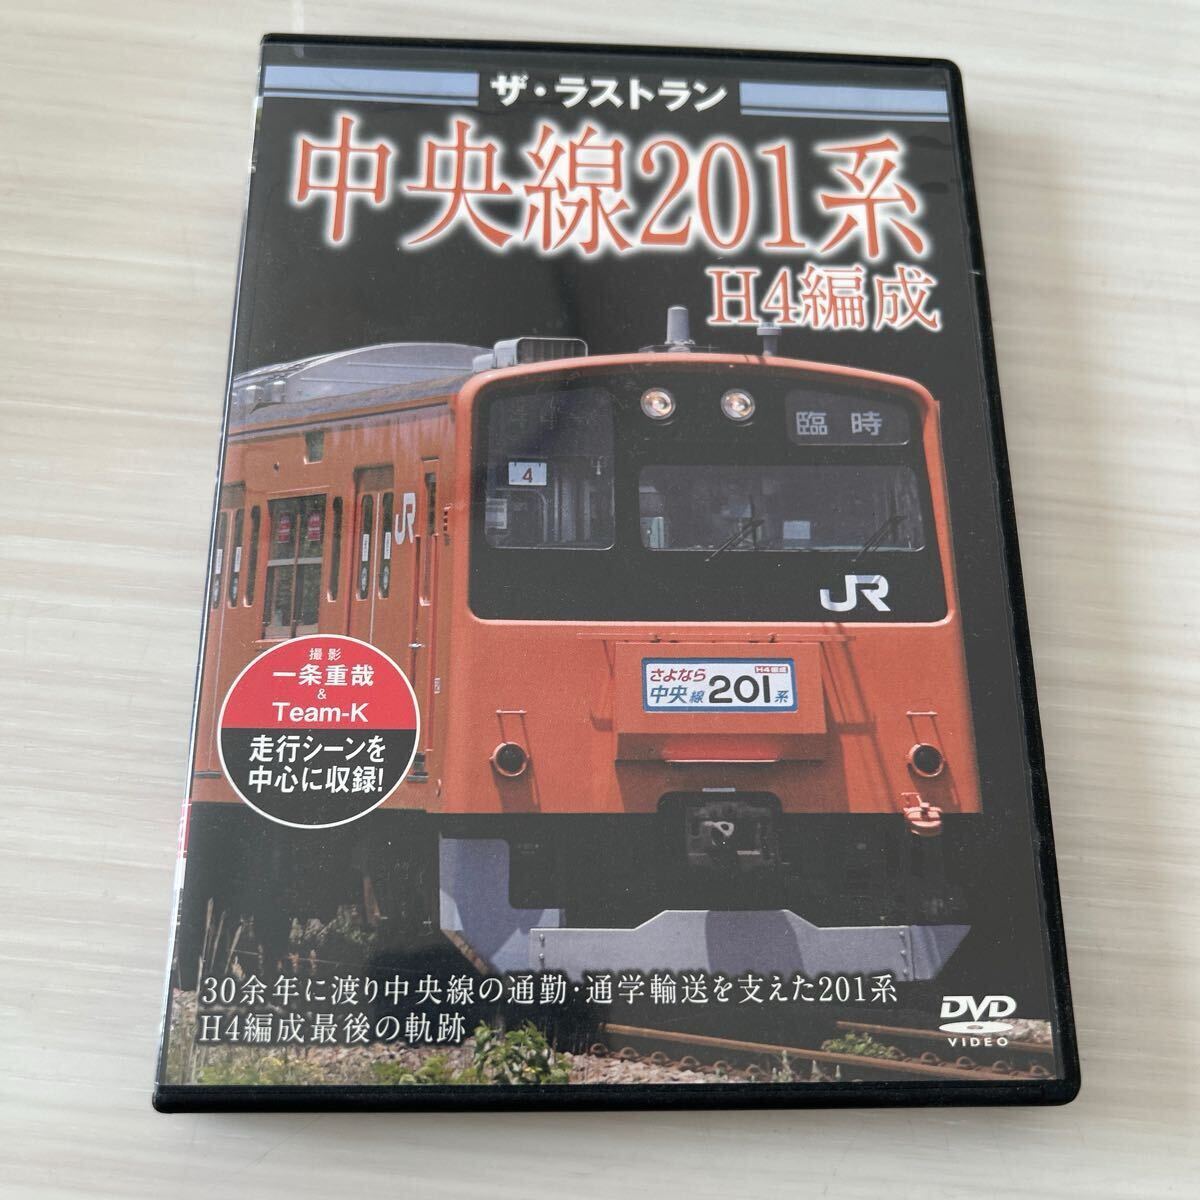 ザ・ラストラン
中央線201系
H4編成
臨時
4
JR
JR
さよなら H4編成
中央線 201系
撮影
一条重哉
&
Team-K
走行シーンを
中心に収録!
30余年に渡り中央線の通勤・通学輸送を支えた201系
H4編成最後の軌跡
DVD
VIDEO